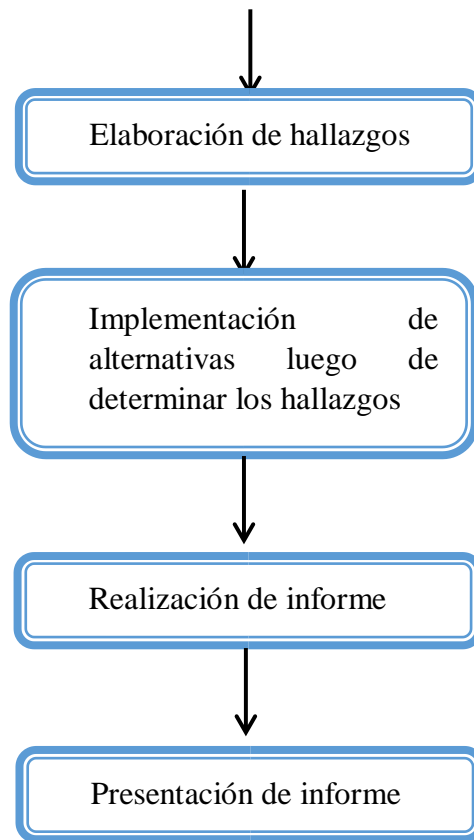 Elaboración de hallazgos
Implementación de
alternativas luego de
determinar los hallazgos
Realización de informe
Presentación de informe